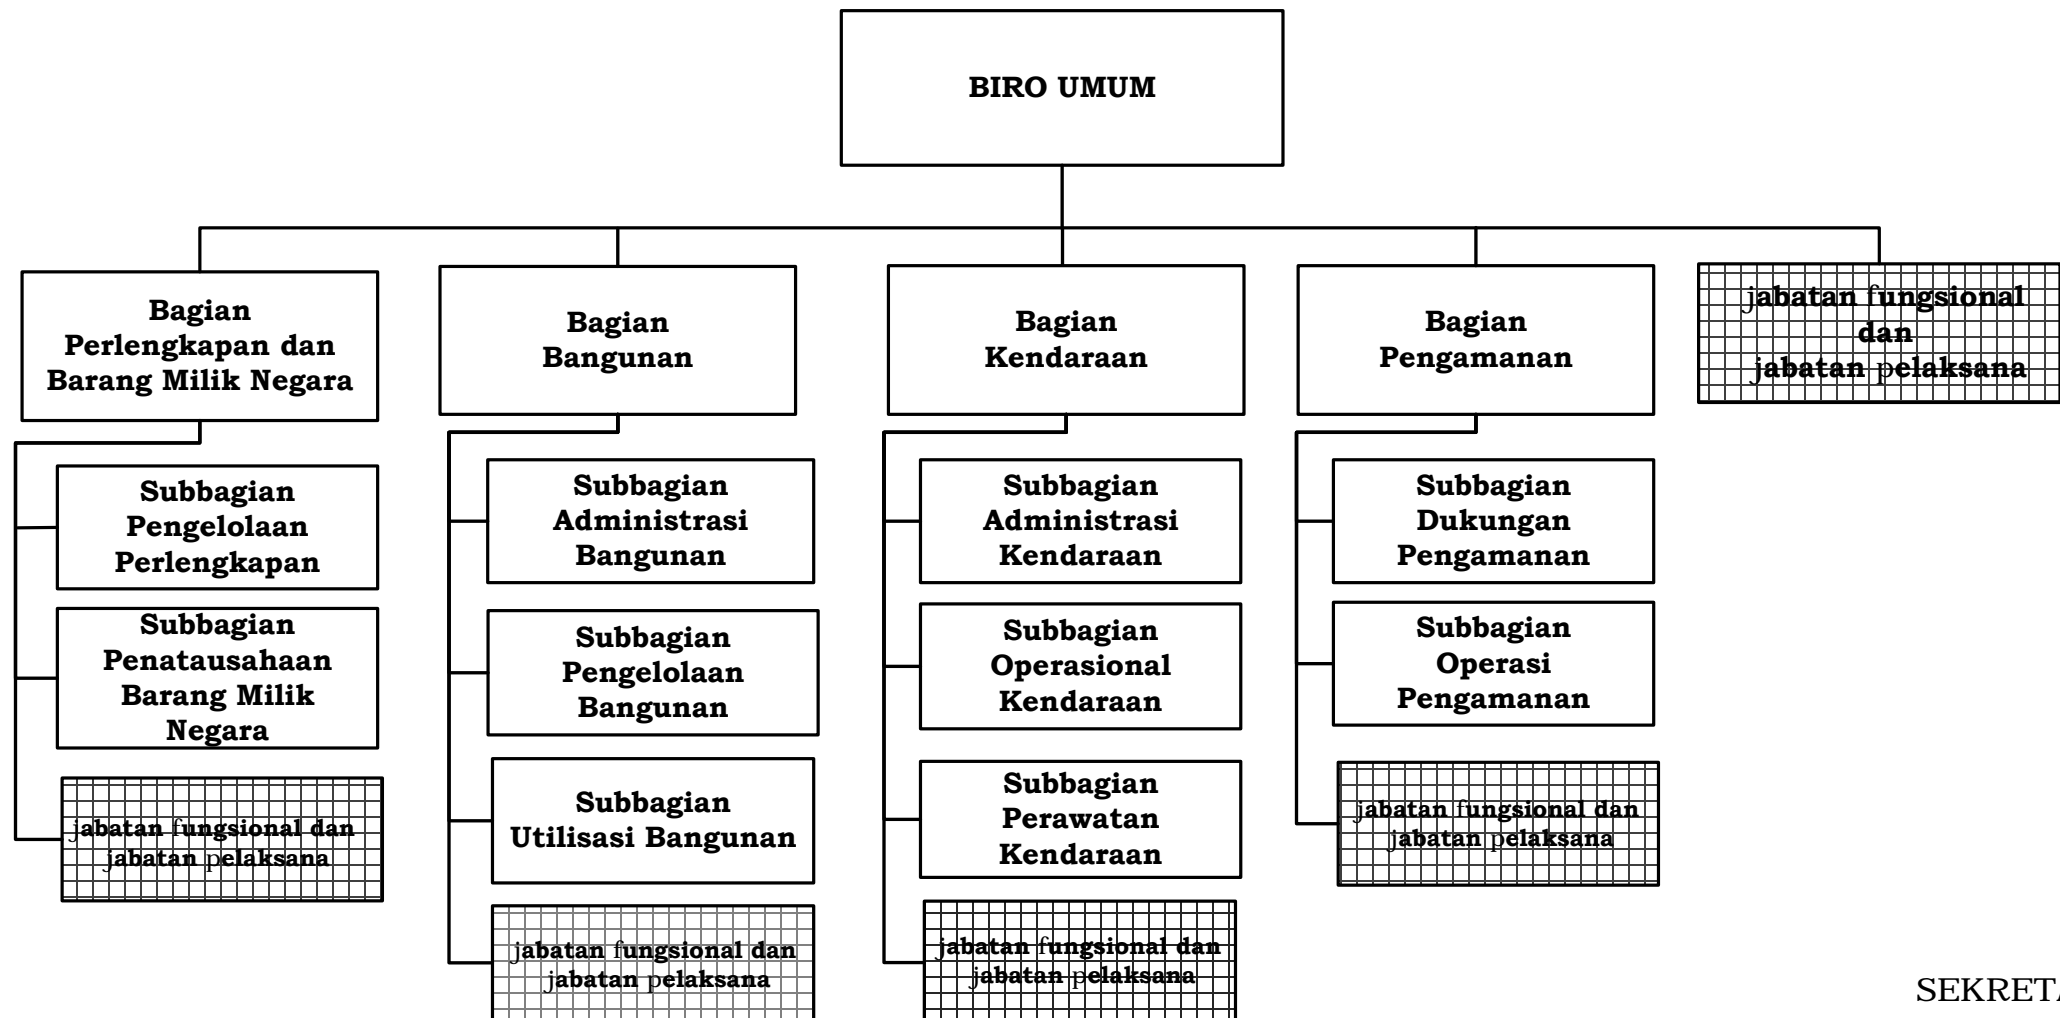 BIRO UMUM
Bagian
Perlengkapan dan
Barang Milik Negara
Bagian
Bangunan
Bagian
Kendaraan
Bagian
Pengamanan
jabatan fungsional
dan
jabatan pelaksana
Subbagian
Pengelolaan
Perlengkapan
Subbagian
Penatausahaan
Barang Milik
Negara
jabatan fungsional dan
jabatan pelaksana
Subbagian
Administrasi
Bangunan
Subbagian
Pengelolaan
Bangunan
Subbagian
Utilisasi Bangunan
jabatan fungsional dan
jabatan pelaksana
Subbagian
Administrasi
Kendaraan
Subbagian
Operasional
Kendaraan
Subbagian
Perawatan
Kendaraan
jabatan fungsional dan
jabatan pelaksana
Subbagian
Dukungan
Pengamanan
Subbagian
Operasi
Pengamanan
jabatan fungsional dan
jabatan pelaksana